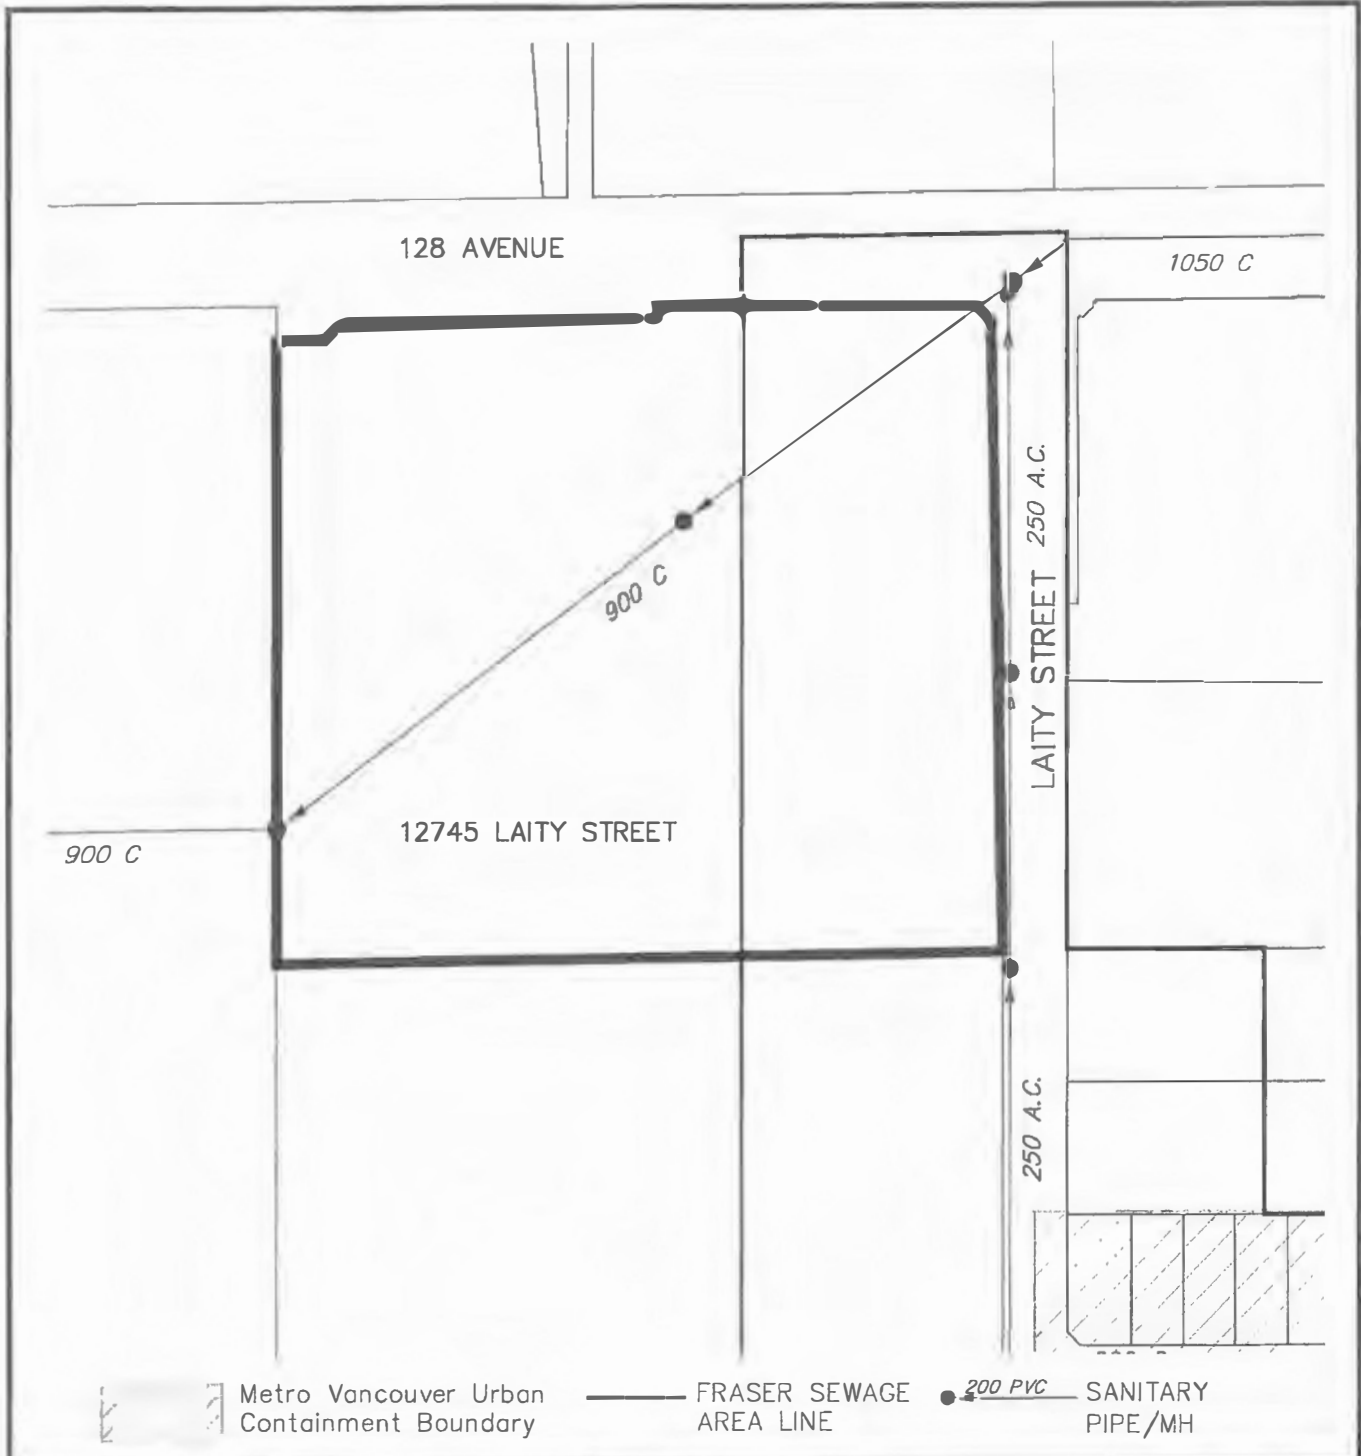 128 AVENUE
1050 C
LAITY STREET 250 A.C.
900 C
12745 LAITY STREET
900 C
250 A.C.
Metro Vancouver Urban
Containment Boundary
FRASER SEWAGE
AREA LINE
200 PVC
SANITARY
PIPE/MH